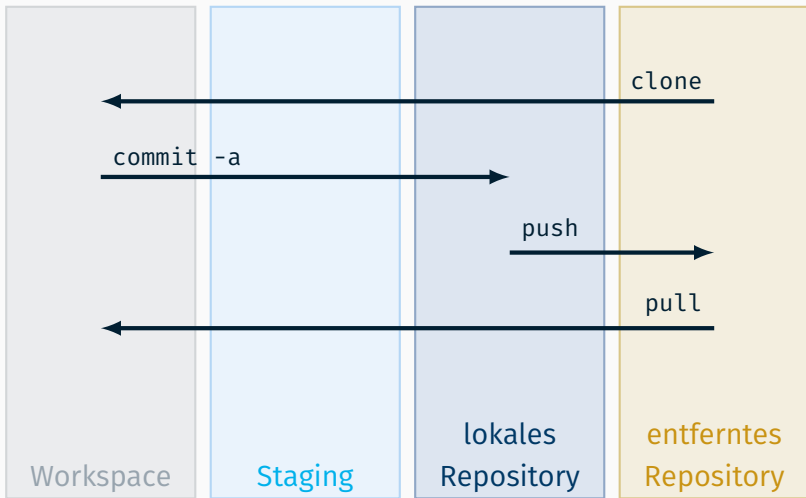 clone
commit -a
push
pull
Workspace
Staging
lokales
Repository
entferntes
Repository